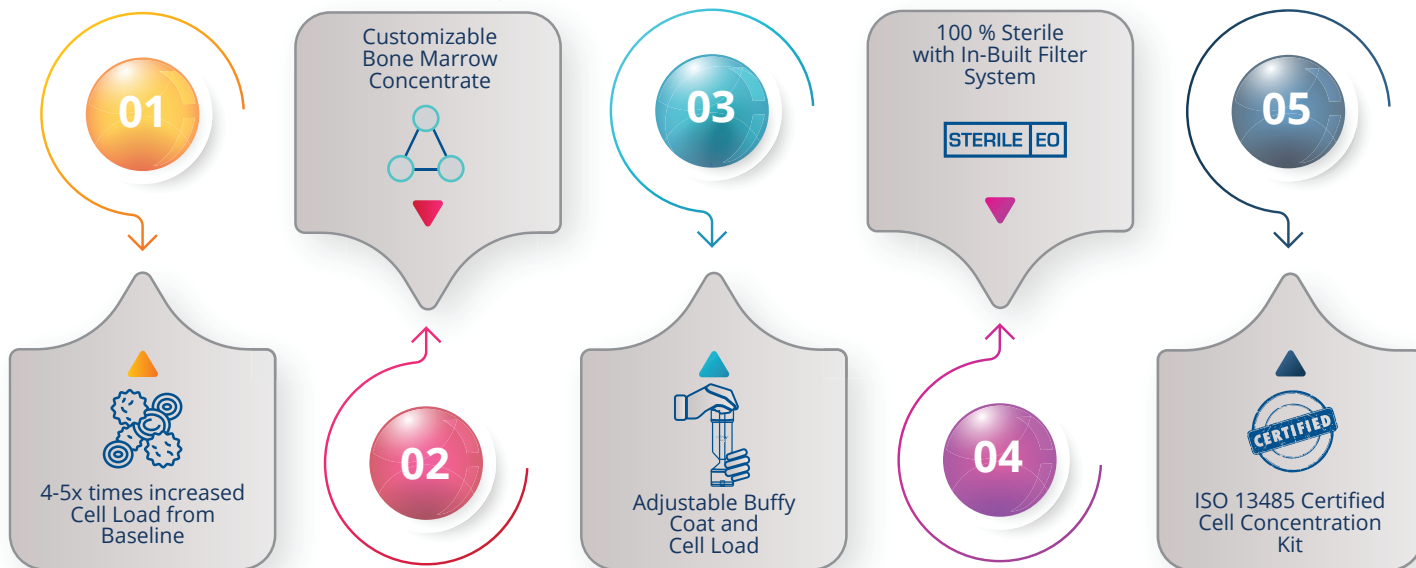 01
4-5x times increased
Cell Load from
Baseline
Customizable
Bone Marrow
Concentrate
02
03
Adjustable Buffy
Coat and
Cell Load
100 % Sterile
with In-Built Filter
System
STERILE EO
04
05
CERTIFIED
ISO 13485 Certified
Cell Concentration
Kit